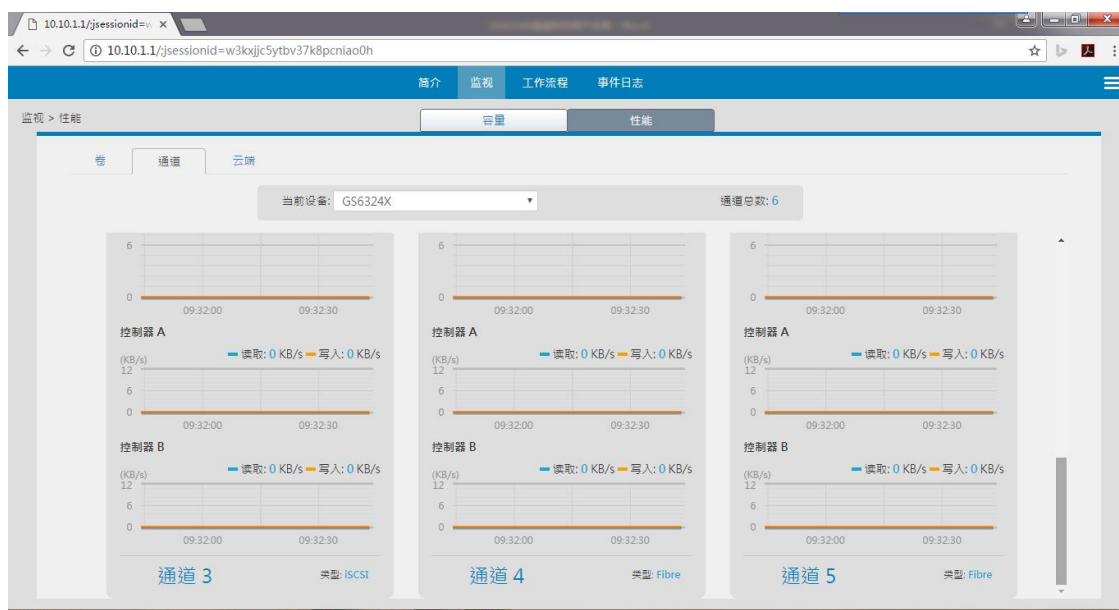 10.10.1.1/;jsessionid=w
10.10.1.1/;jsessionid=w3kxjjc5ytbv37k8pcniao0h
简介 监视 工作流程 事件日志
监视 > 性能
容量 性能
卷 通道 云端
当前设备: GS6324X 通道总数: 6
6 6 6
0 0 0
09:32:00 09:32:30 09:32:00 09:32:30 09:32:00 09:32:30
控制器 A 控制器 A 控制器 A
(KB/s) 读取: 0 KB/s 写入: 0 KB/s (KB/s) 读取: 0 KB/s 写入: 0 KB/s (KB/s) 读取: 0 KB/s 写入: 0 KB/s
12 12 12
6 6 6
0 0 0
09:32:00 09:32:30 09:32:00 09:32:30 09:32:00 09:32:30
控制器 B 控制器 B 控制器 B
(KB/s) 读取: 0 KB/s 写入: 0 KB/s (KB/s) 读取: 0 KB/s 写入: 0 KB/s (KB/s) 读取: 0 KB/s 写入: 0 KB/s
12 12 12
6 6 6
0 0 0
09:32:00 09:32:30 09:32:00 09:32:30 09:32:00 09:32:30
通道 3 类型: iSCSI 通道 4 类型: Fibre 通道 5 类型: Fibre